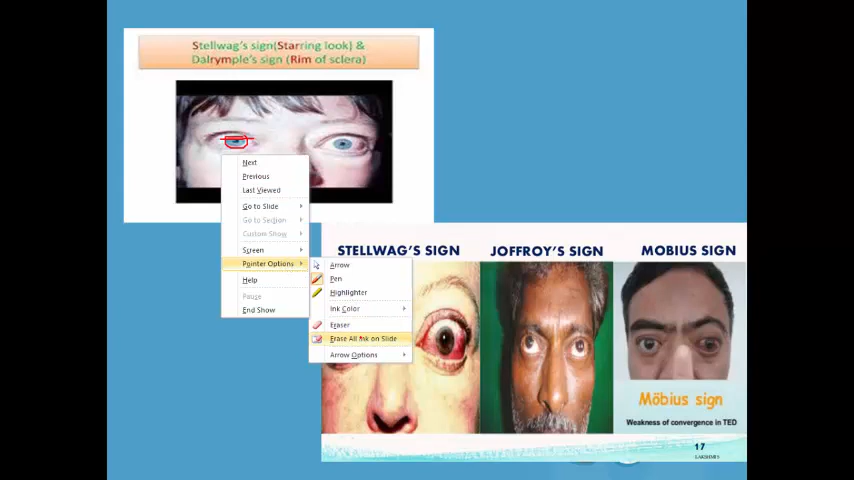 Stellwag's sign(Starring look) &
Dalrymple's sign (Rim of sclera)
Next
Previous
Last Viewed
Go to Slide
Go to Section
Custom Show
Screen
Pointer Options
Help
Pause
End Show
Arrow
Pen
Highlighter
Ink Color
Eraser
Erase All Ink on Slide
Arrow Options
STELLWAG'S SIGN
JOFFROY'S SIGN
MOBIUS SIGN
Möbius sign
Weakness of convergence in TED
17